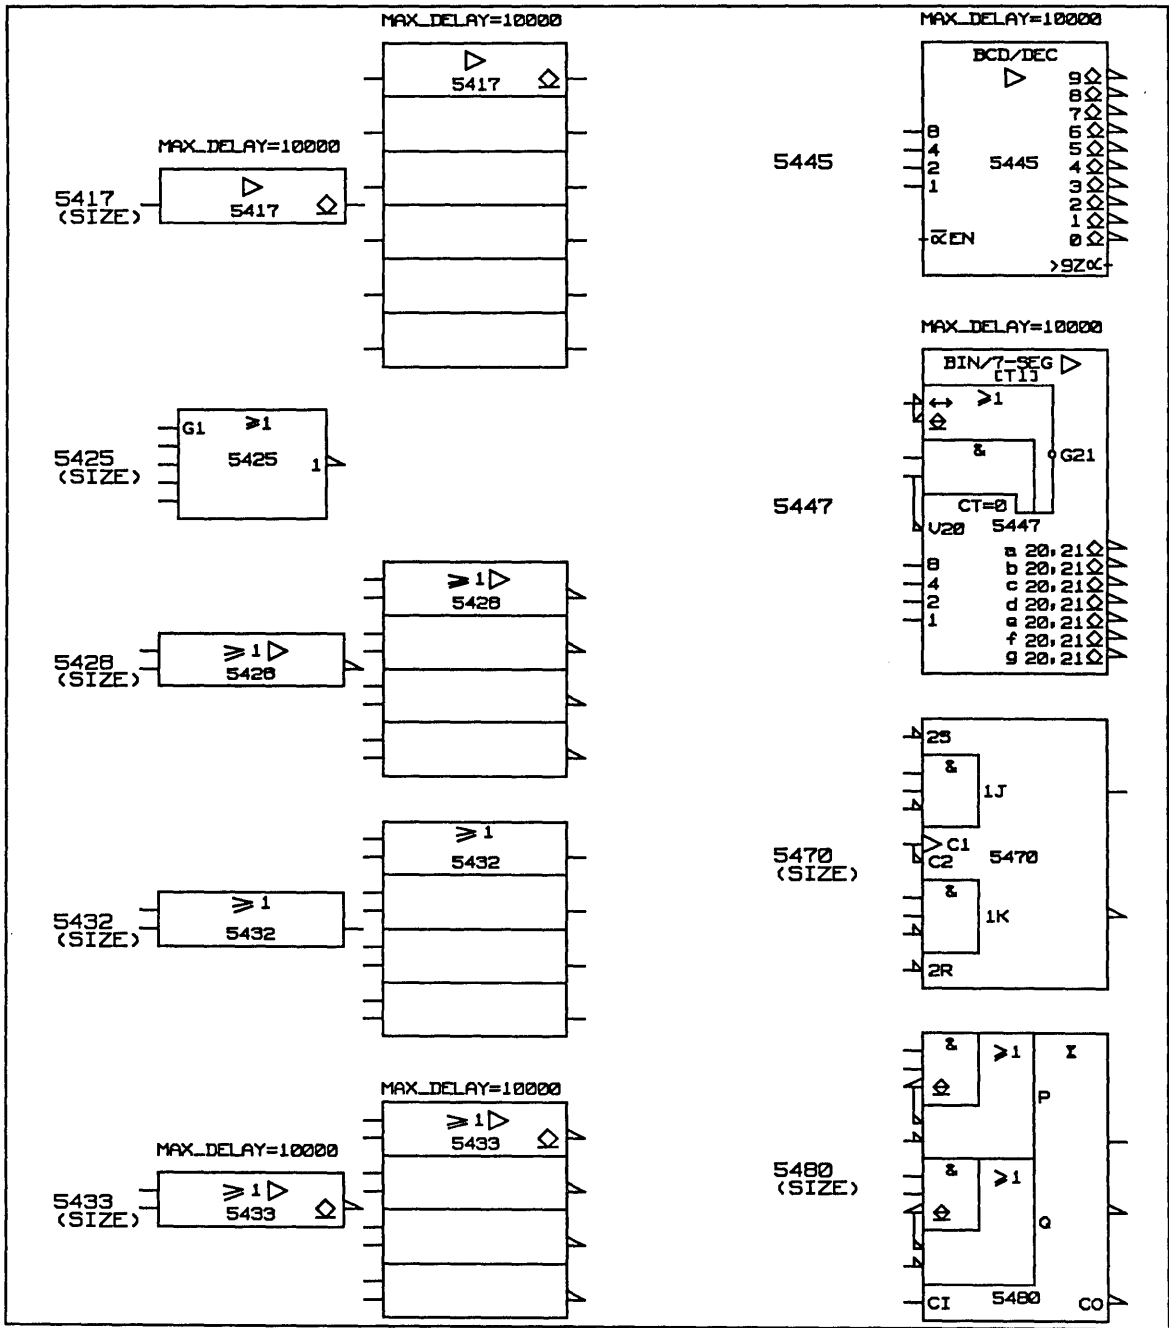 MAX_DELAY=10000
5417
MAX_DELAY=10000
5417
(SIZE)
5417
G1 ≥1
5425
(SIZE)
5425 1
≥1
5428
5428
(SIZE)
≥1
5428
≥1
5432
5432
(SIZE)
≥1
5432
MAX_DELAY=10000
≥1
5433
MAX_DELAY=10000
5433
(SIZE)
≥1
5433
MAX_DELAY=10000
BCD/DEC
5445
8
4
2
1
5445
9
8
7
6
5
4
3
2
1
0
αEN
>9Zα
MAX_DELAY=10000
BIN/7-SEG
[T1]
≥1
&
G21
5447
CT=0
V20 5447
8
4
2
1
a 20,21
b 20,21
c 20,21
d 20,21
e 20,21
f 20,21
g 20,21
2S
&
1J
5470
(SIZE)
C1
C2 5470
&
1K
2R
& ≥1 Σ
P
5480
(SIZE)
& ≥1
Q
CI 5480 CO